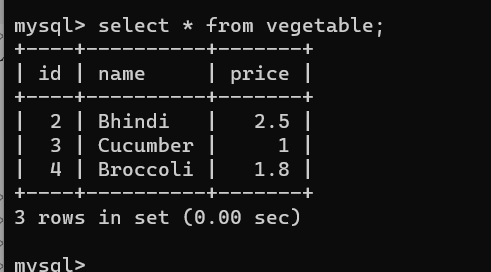 mysql> select * from vegetable;
+----+----------+-------+
| id | name     | price |
+----+----------+-------+
|  2 | Bhindi   |   2.5 |
|  3 | Cucumber |     1 |
|  4 | Broccoli |   1.8 |
+----+----------+-------+
3 rows in set (0.00 sec)
mysql>